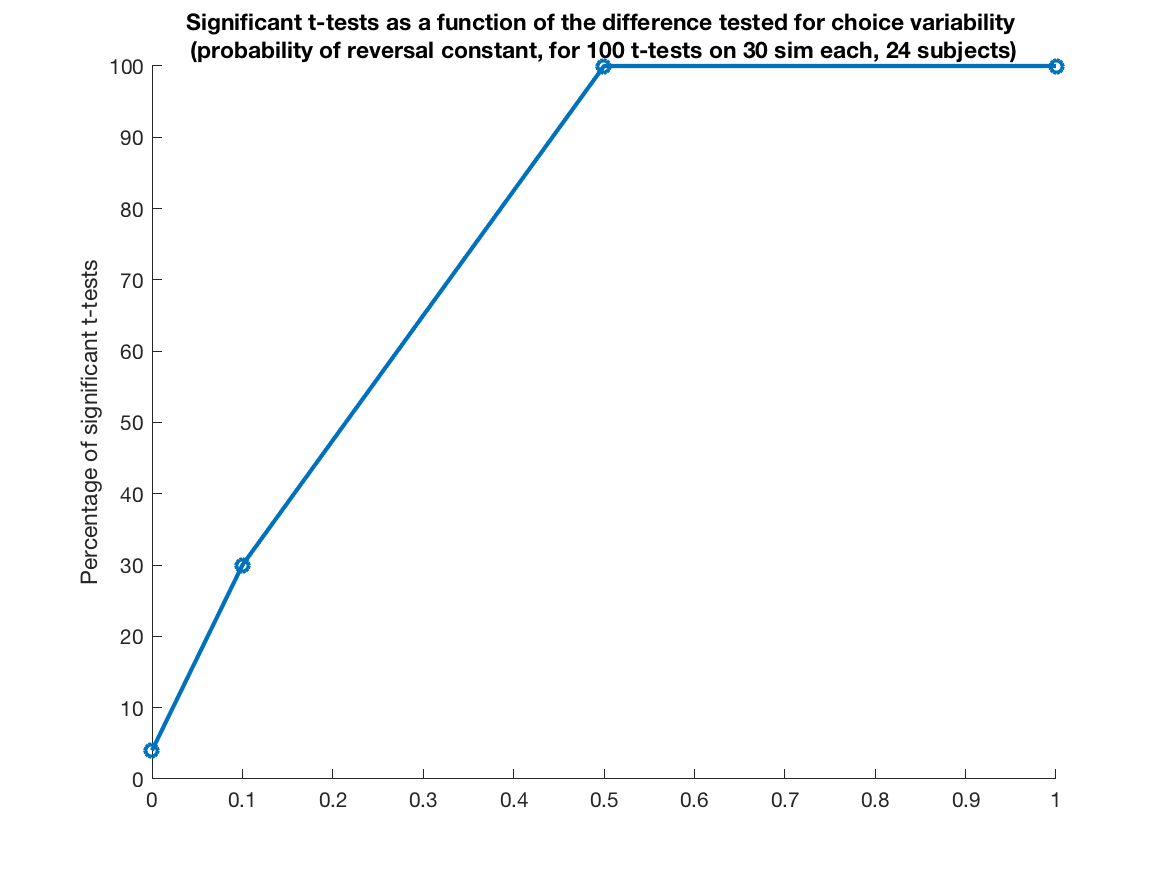 Significant t-tests as a function of the difference tested for choice variability
(probability of reversal constant, for 100 t-tests on 30 sim each, 24 subjects)
100
90
80
70
60
50
40
30
20
10
0
Percentage of significant t-tests
0 0.1 0.2 0.3 0.4 0.5 0.6 0.7 0.8 0.9 1